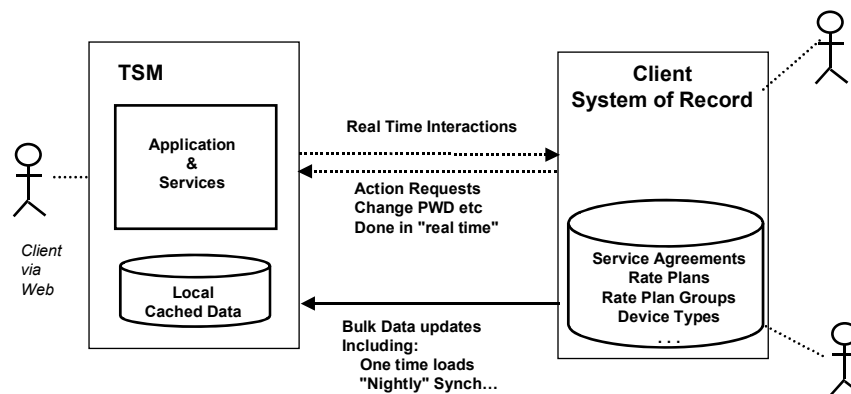 TSM
Application
&
Services
Local
Cached Data
Client
via
Web
Real Time Interactions
Action Requests
Change PWD etc
Done in "real time"
Bulk Data updates
Including:
One time loads
"Nightly" Synch…
Client
System of Record
Service Agreements
Rate Plans
Rate Plan Groups
Device Types
. . .